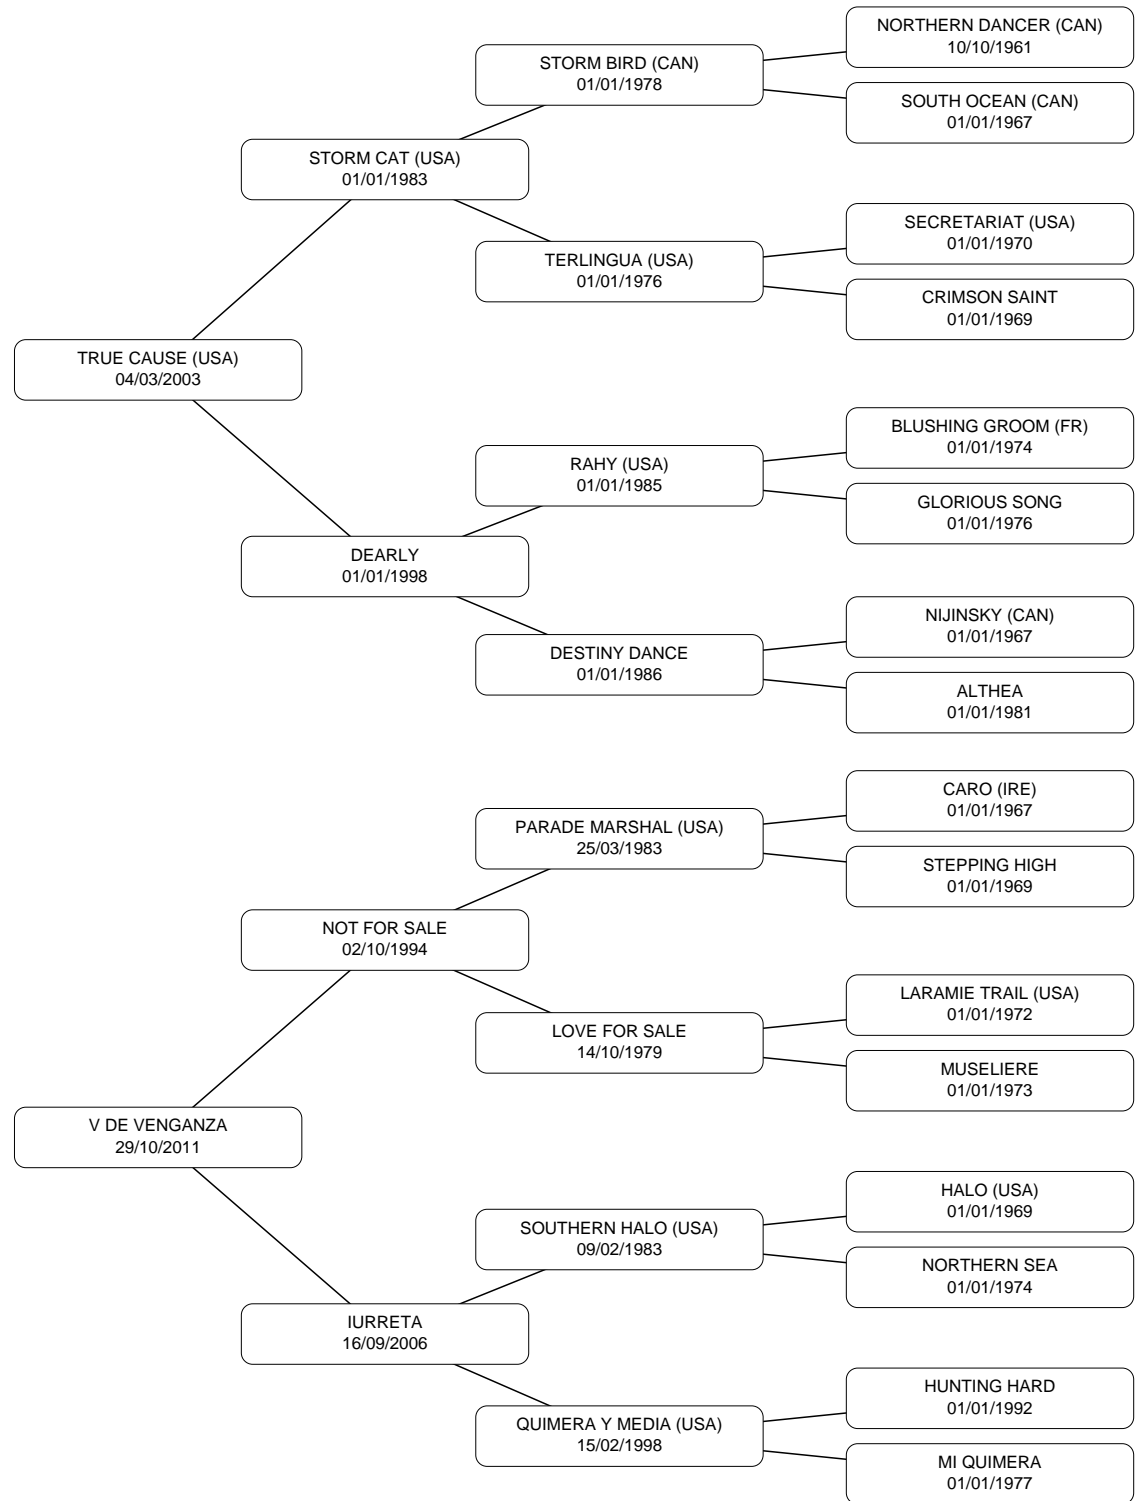 NORTHERN DANCER (CAN)
10/10/1961
STORM BIRD (CAN)
01/01/1978
SOUTH OCEAN (CAN)
01/01/1967
STORM CAT (USA)
01/01/1983
SECRETARIAT (USA)
01/01/1970
TERLINGUA (USA)
01/01/1976
CRIMSON SAINT
01/01/1969
TRUE CAUSE (USA)
04/03/2003
BLUSHING GROOM (FR)
01/01/1974
RAHY (USA)
01/01/1985
GLORIOUS SONG
01/01/1976
DEARLY
01/01/1998
NIJINSKY (CAN)
01/01/1967
DESTINY DANCE
01/01/1986
ALTHEA
01/01/1981
CARO (IRE)
01/01/1967
PARADE MARSHAL (USA)
25/03/1983
STEPPING HIGH
01/01/1969
NOT FOR SALE
02/10/1994
LARAMIE TRAIL (USA)
01/01/1972
LOVE FOR SALE
14/10/1979
MUSELIERE
01/01/1973
V DE VENGANZA
29/10/2011
HALO (USA)
01/01/1969
SOUTHERN HALO (USA)
09/02/1983
NORTHERN SEA
01/01/1974
IURRETA
16/09/2006
HUNTING HARD
01/01/1992
QUIMERA Y MEDIA (USA)
15/02/1998
MI QUIMERA
01/01/1977